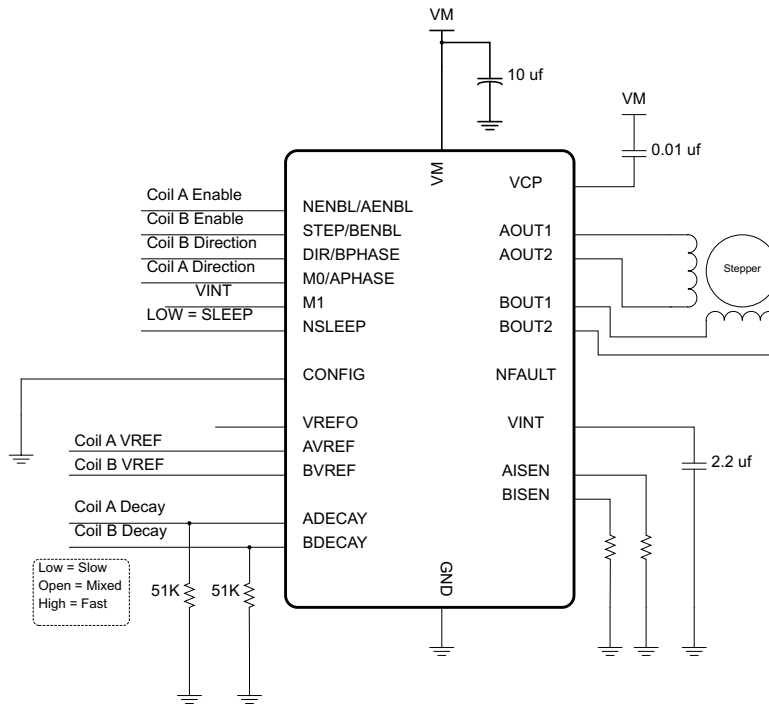 VM
10 uf
VM
0.01 uf
VM
VCP
Coil A Enable
NENBL/AENBL
Coil B Enable
STEP/BENBL
AOUT1
Coil B Direction
DIR/BPHASE
AOUT2
Stepper
Coil A Direction
M0/APHASE
VINT
M1
BOUT1
LOW = SLEEP
NSLEEP
BOUT2
CONFIG
NFAULT
VREFO
VINT
Coil A VREF
AVREF
Coil B VREF
BVREF
AISEN
2.2 uf
BISEN
Coil A Decay
ADECAY
Coil B Decay
BDECAY
Low = Slow
Open = Mixed
High = Fast
51K
51K
GND